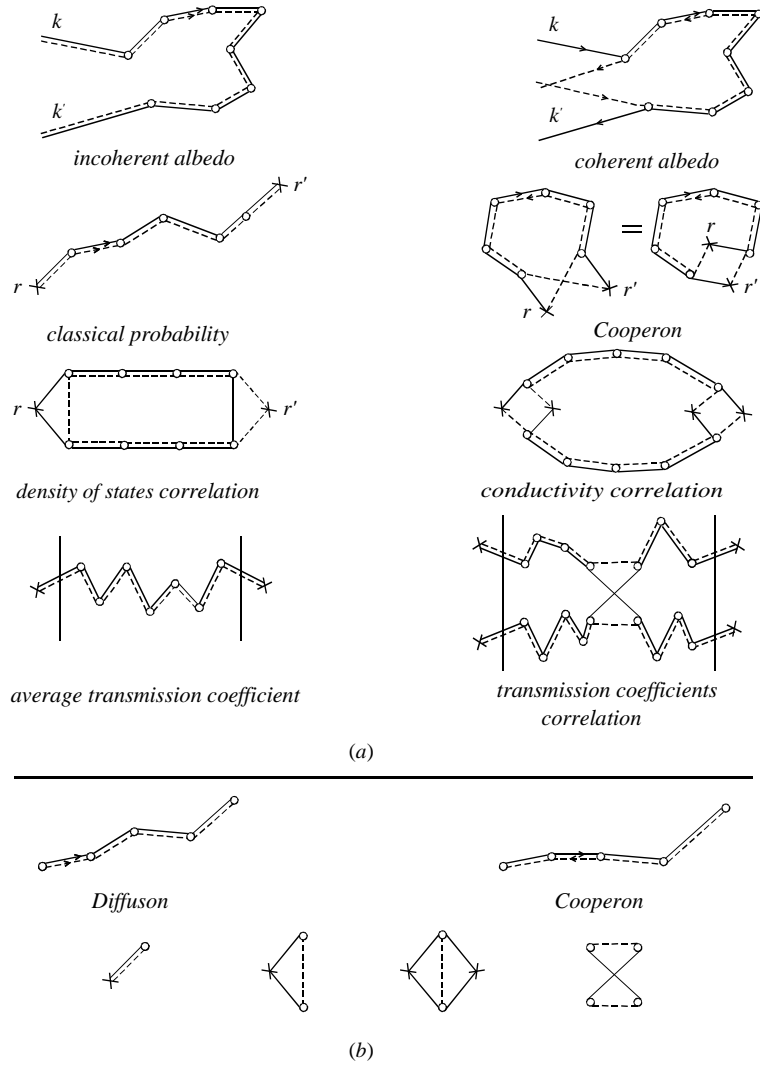 k
k'
incoherent albedo
k
k'
coherent albedo
r
r'
classical probability
r
r'
=
r
r'
Cooperon
r
r'
density of states correlation
conductivity correlation
average transmission coefficient
transmission coefficients
correlation
(a)
Diffuson
Cooperon
(b)